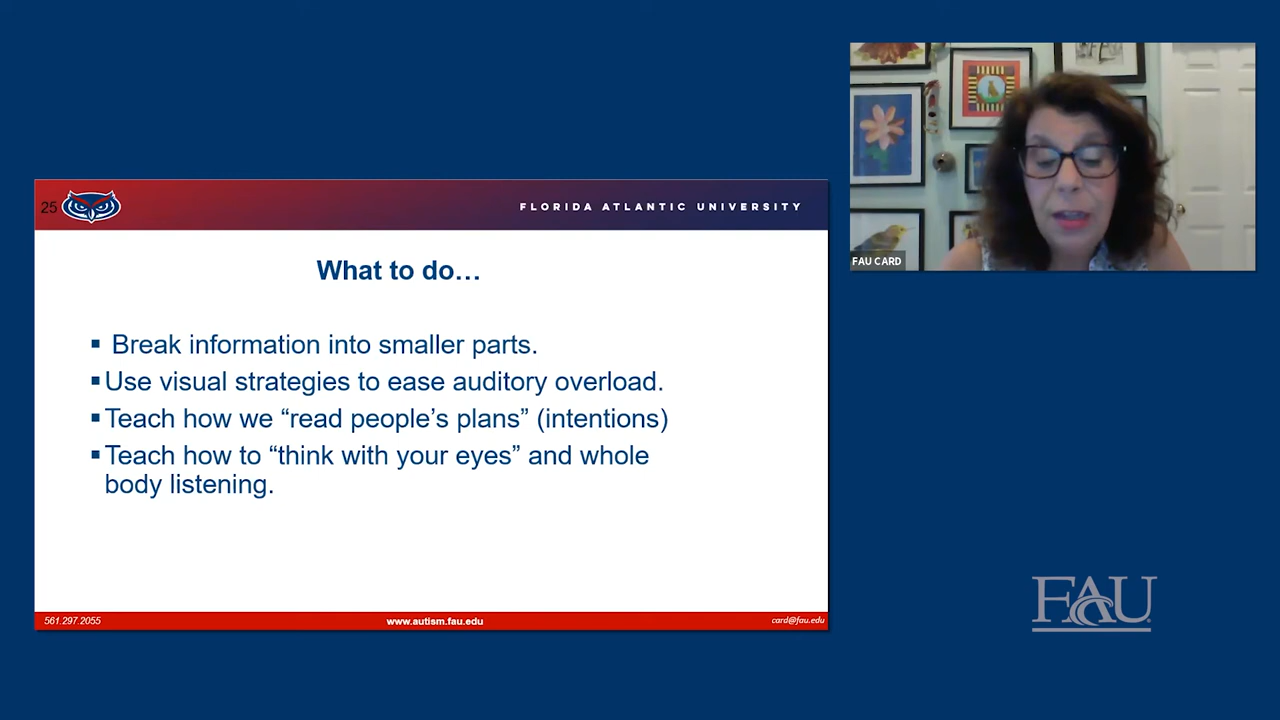 25
FLORIDA ATLANTIC UNIVERSITY
What to do…
▪ Break information into smaller parts.
▪Use visual strategies to ease auditory overload.
▪Teach how we “read people’s plans” (intentions)
▪Teach how to “think with your eyes” and whole
body listening.
561.297.2055
www.autism.fau.edu
card@fau.edu
FAU CARD
FAU